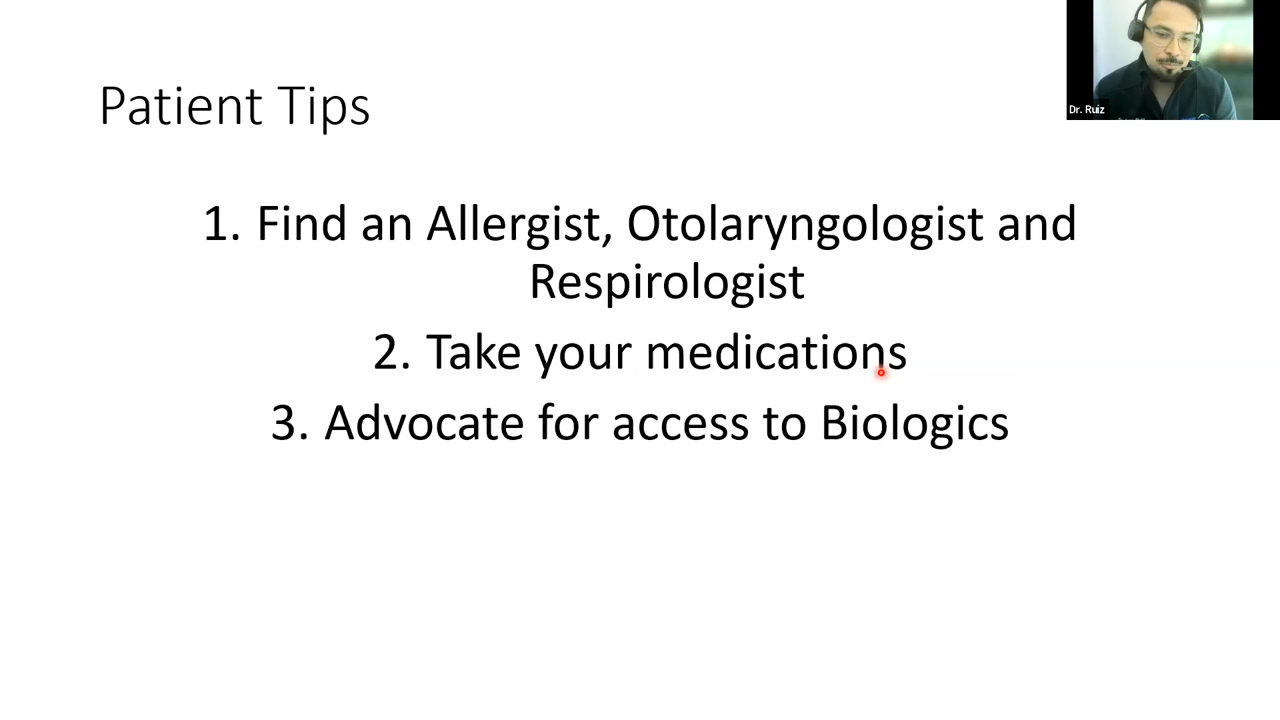 Patient Tips
Dr. Ruiz
1. Find an Allergist, Otolaryngologist and
Respirologist
2. Take your medications
3. Advocate for access to Biologics